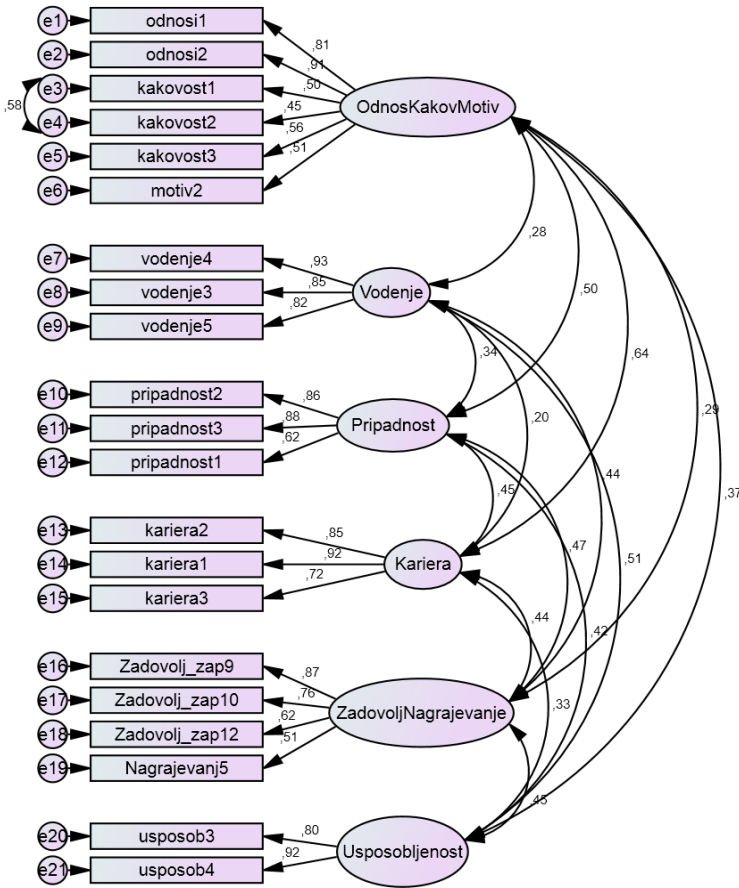 e1 odnosi1
,81
e2 odnosi2
,91
e3 kakovost1
,50
OdnosKakovMotiv
,58
e4 kakovost2
,45
e5 kakovost3
,56
e6 motiv2
,51
e7 vodenje4
,93
,28
e8 vodenje3
,85
Vodenje
,50
e9 vodenje5
,82
,34
,64
e10 pripadnost2
,86
,29
e11 pripadnost3
,88
Pripadnost
,20
e12 pripadnost1
,62
,44
,45
,37
e13 kariera2
,85
,47
e14 kariera1
,92
Kariera
,51
e15 kariera3
,72
,44
,42
e16 Zadovolj_zap9
,87
e17 Zadovolj_zap10
,76
ZadovoljNagrajevanje
,33
e18 Zadovolj_zap12
,62
e19 Nagrajevanj5
,51
,45
e20 usposob3
,80
Usposobljenost
e21 usposob4
,92